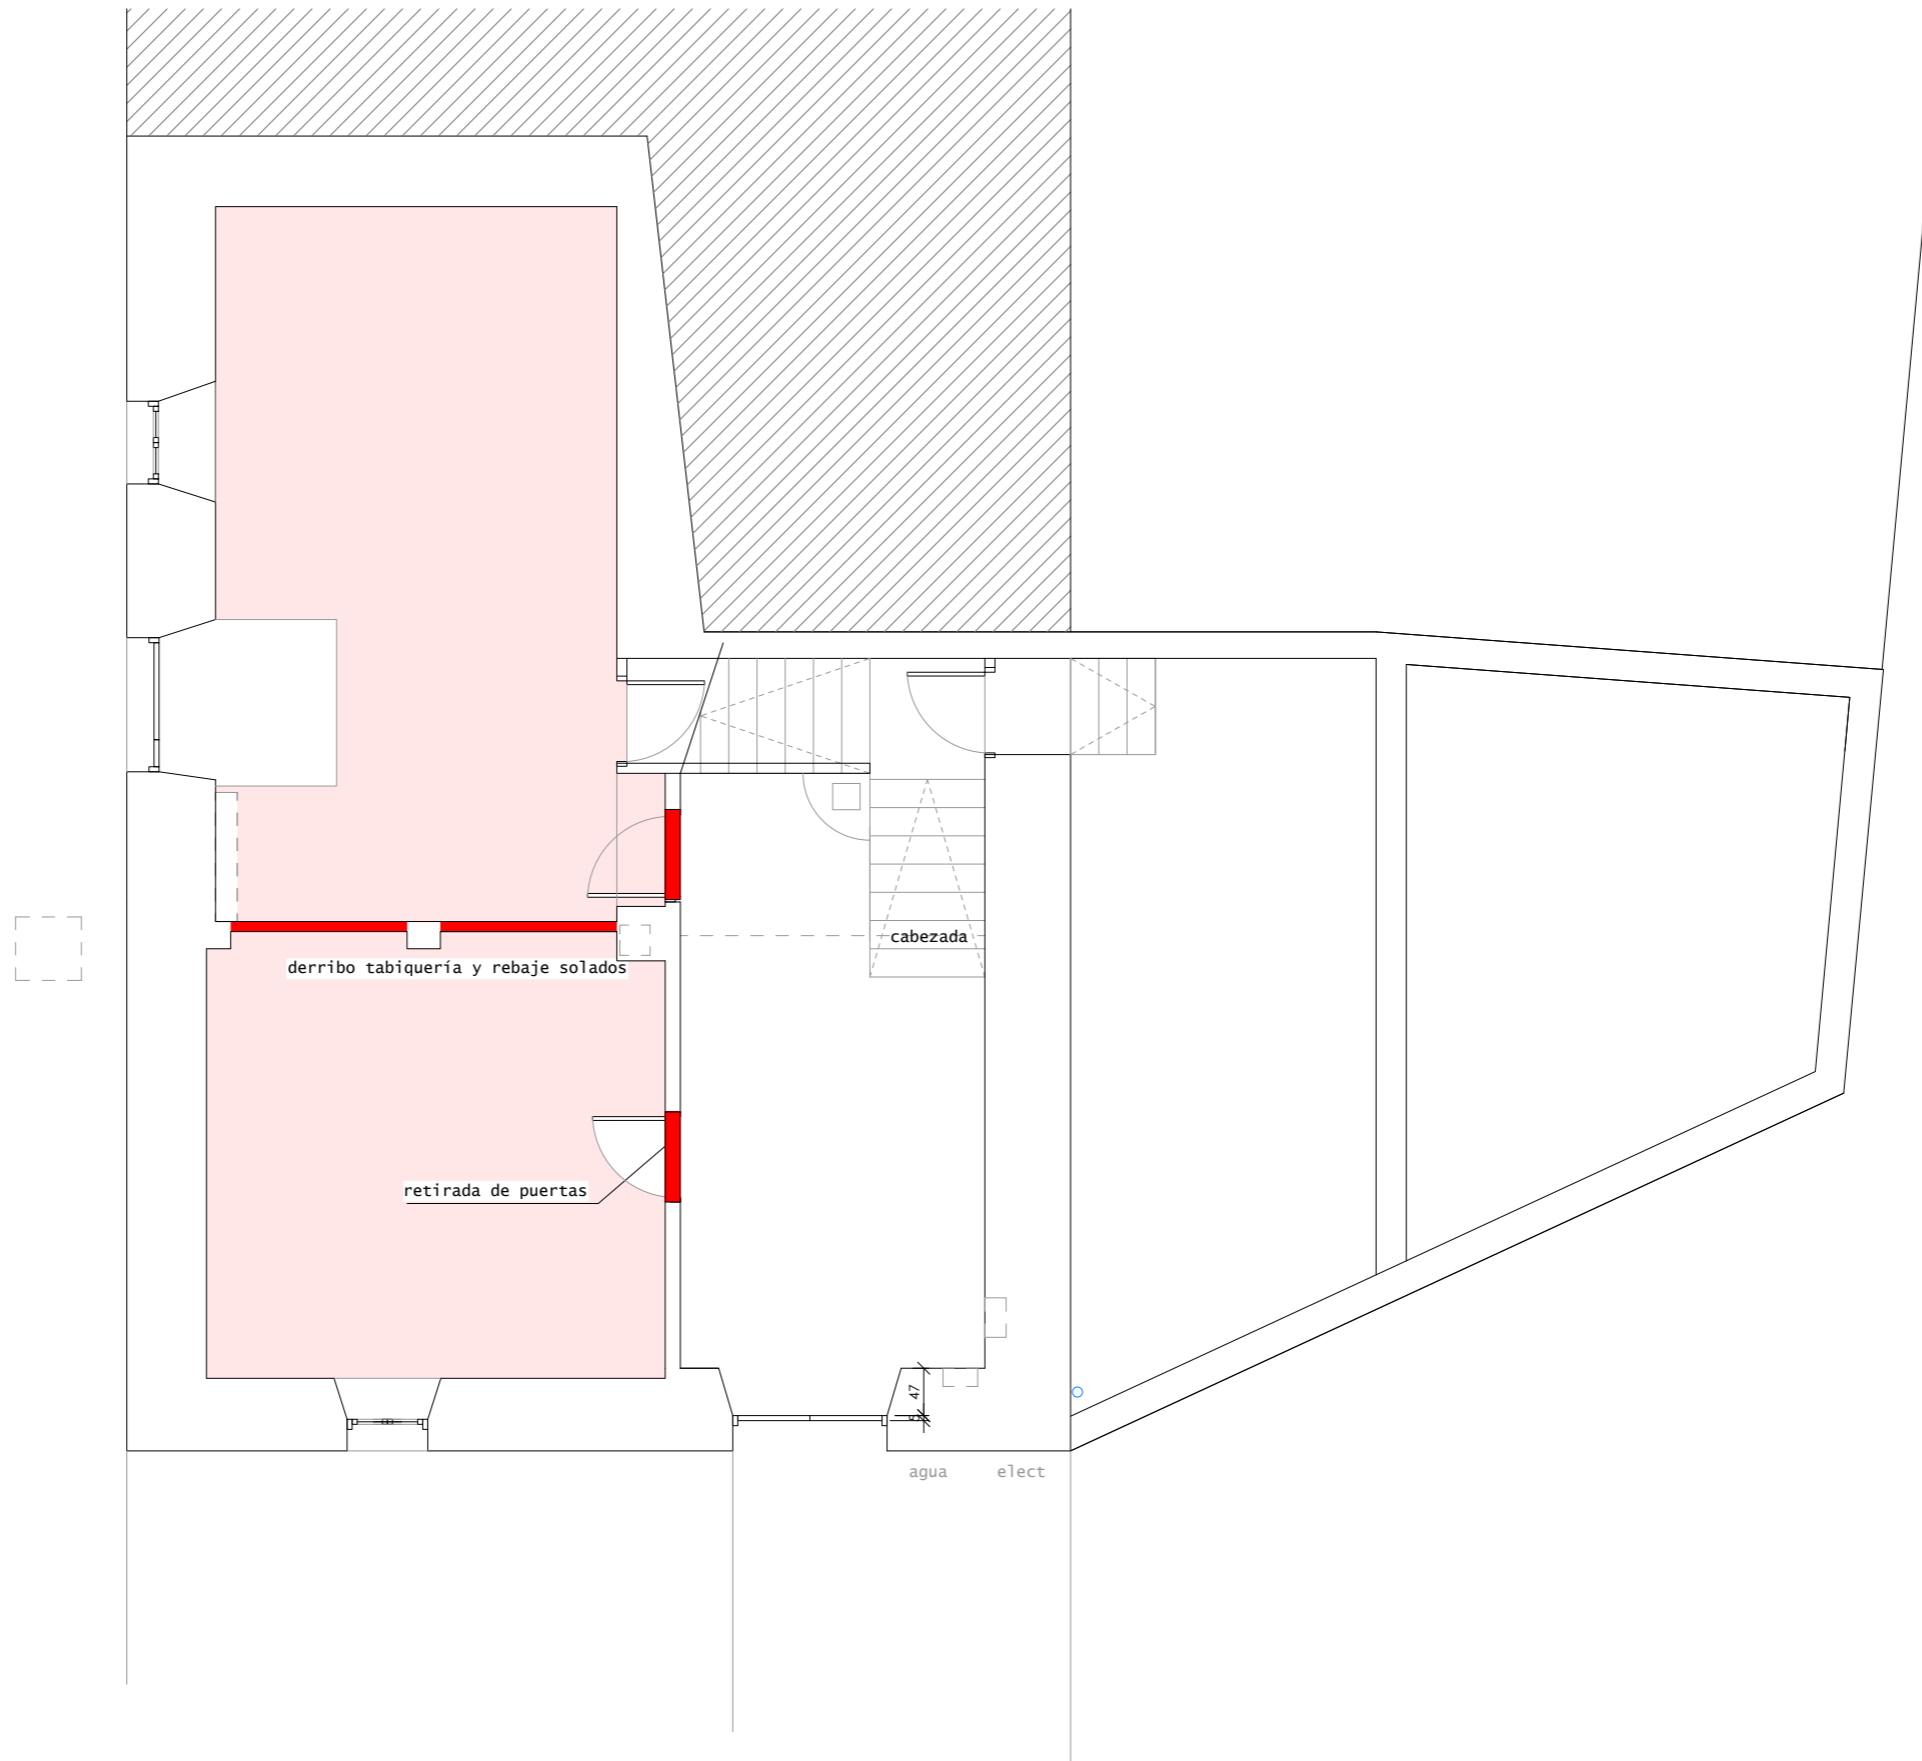 cabezada
derribo tabiquería y rebaje solados
retirada de puertas
47
agua elect